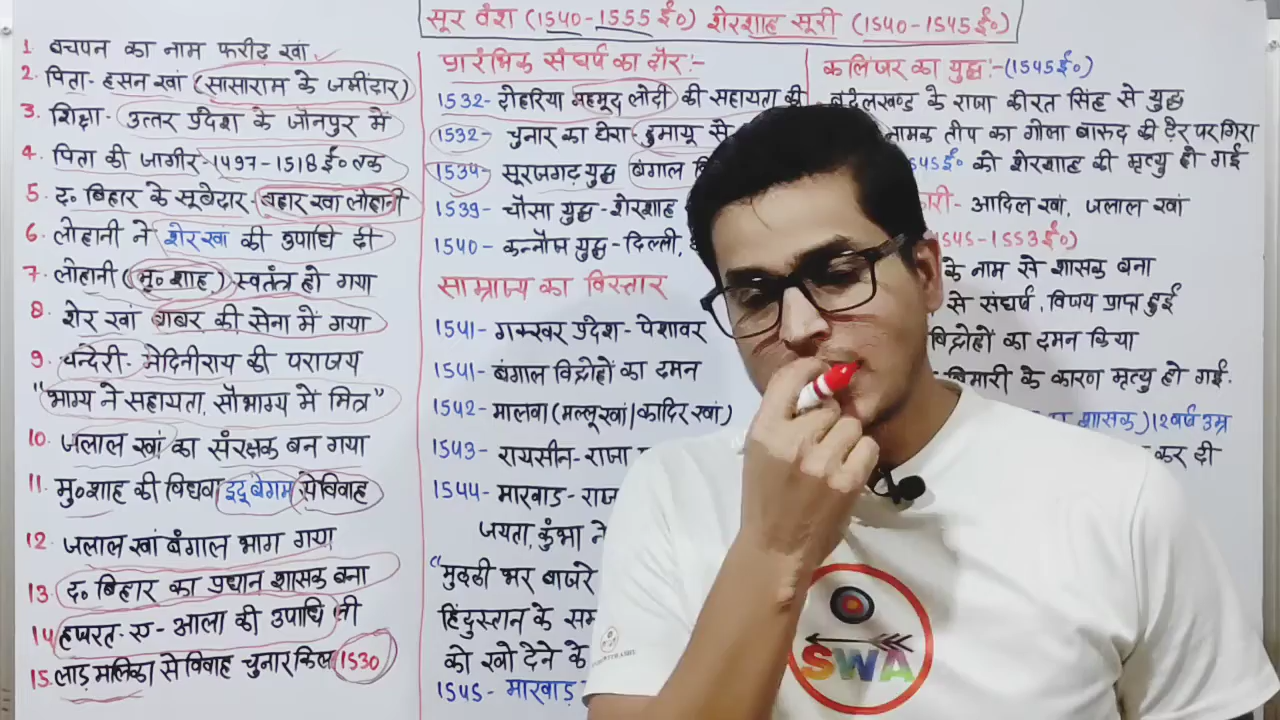 सूर वंश (1540-1555 ई०) शेरशाह सूरी (1540-1545 ई०)
1. बचपन का नाम फरीद खां
2. पिता- हसन खां (सासाराम के जमींदार)
3. शिक्षा- उत्तर प्रदेश के जौनपुर में
4. पिता की जागीर-1497-1518 ई० तक
5. द० बिहार के सूबेदार- बहार खां लोहानी
6. लोहानी ने शेर खां की उपाधि दी
7. लोहानी (मु० शाह) स्वतंत्र हो गया
8. शेर खां बाबर की सेना में गया
9. चन्देरी- मेदिनीराय की पराजय
"भाग्य ने सहायता, सौभाग्य में मित्र"
10. जलाल खां का संरक्षक बन गया
11. मु० शाह की विधवा दूदू बेगम से विवाह
12. जलाल खां बंगाल भाग गया
13. द० बिहार का प्रधान शासक बना
14. हजरत-ए-आला की उपाधि ली
15. लाड़ मालिका से विवाह चुनार किला 1530
प्रारंभिक संघर्ष का दौर:-
1532- दोहरिया महमूद लोदी की सहायता की
1532- चुनार का घेरा- हुमायू से
1534- सूरजगढ़ युद्ध बंगाल
1539- चौसा युद्ध- शेरशाह
1540- कन्नौज युद्ध- दिल्ली,
साम्राज्य का विस्तार
1541- गक्खर प्रदेश- पेशावर
1541- बंगाल विद्रोहों का दमन
1542- मालवा (मल्लू खां/कादिर खां)
1543- रायसीन- राजा
1544- मारवाड़- राज
जयता, कुंभा ने
"मुट्ठी भर बाजरे
हिंदुस्तान के
को खो देने के
1545- मारवाड़
कलिंजर का युद्ध:- (1545 ई०)
बुंदेलखण्ड के राजा कीरत सिंह से युद्ध
नामक तोप का गोला बारूद की ढ़ेर पर गिरा
1545 ई० को शेरशाह की मृत्यु हो गई
आदिल खां, जलाल खां
1545-1553 ई०)
के नाम से शासक बना
से संघर्ष, विजय प्राप्त हुई
विद्रोहों का दमन किया
बिमारी के कारण मृत्यु हो गई.
शासक) 12 वर्ष उम्र
कर दी
SWA